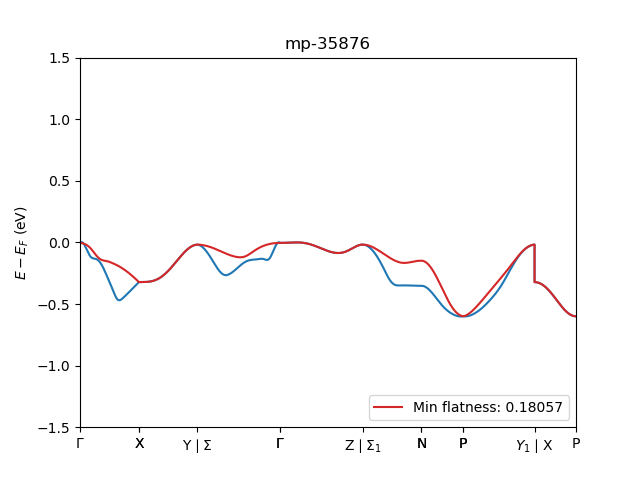 mp-35876
E − E_F (eV)
1.5
1.0
0.5
0.0
−0.5
−1.0
−1.5
Min flatness: 0.18057
Γ X Y | Σ Γ Z | Σ₁ N P Y₁ | X P